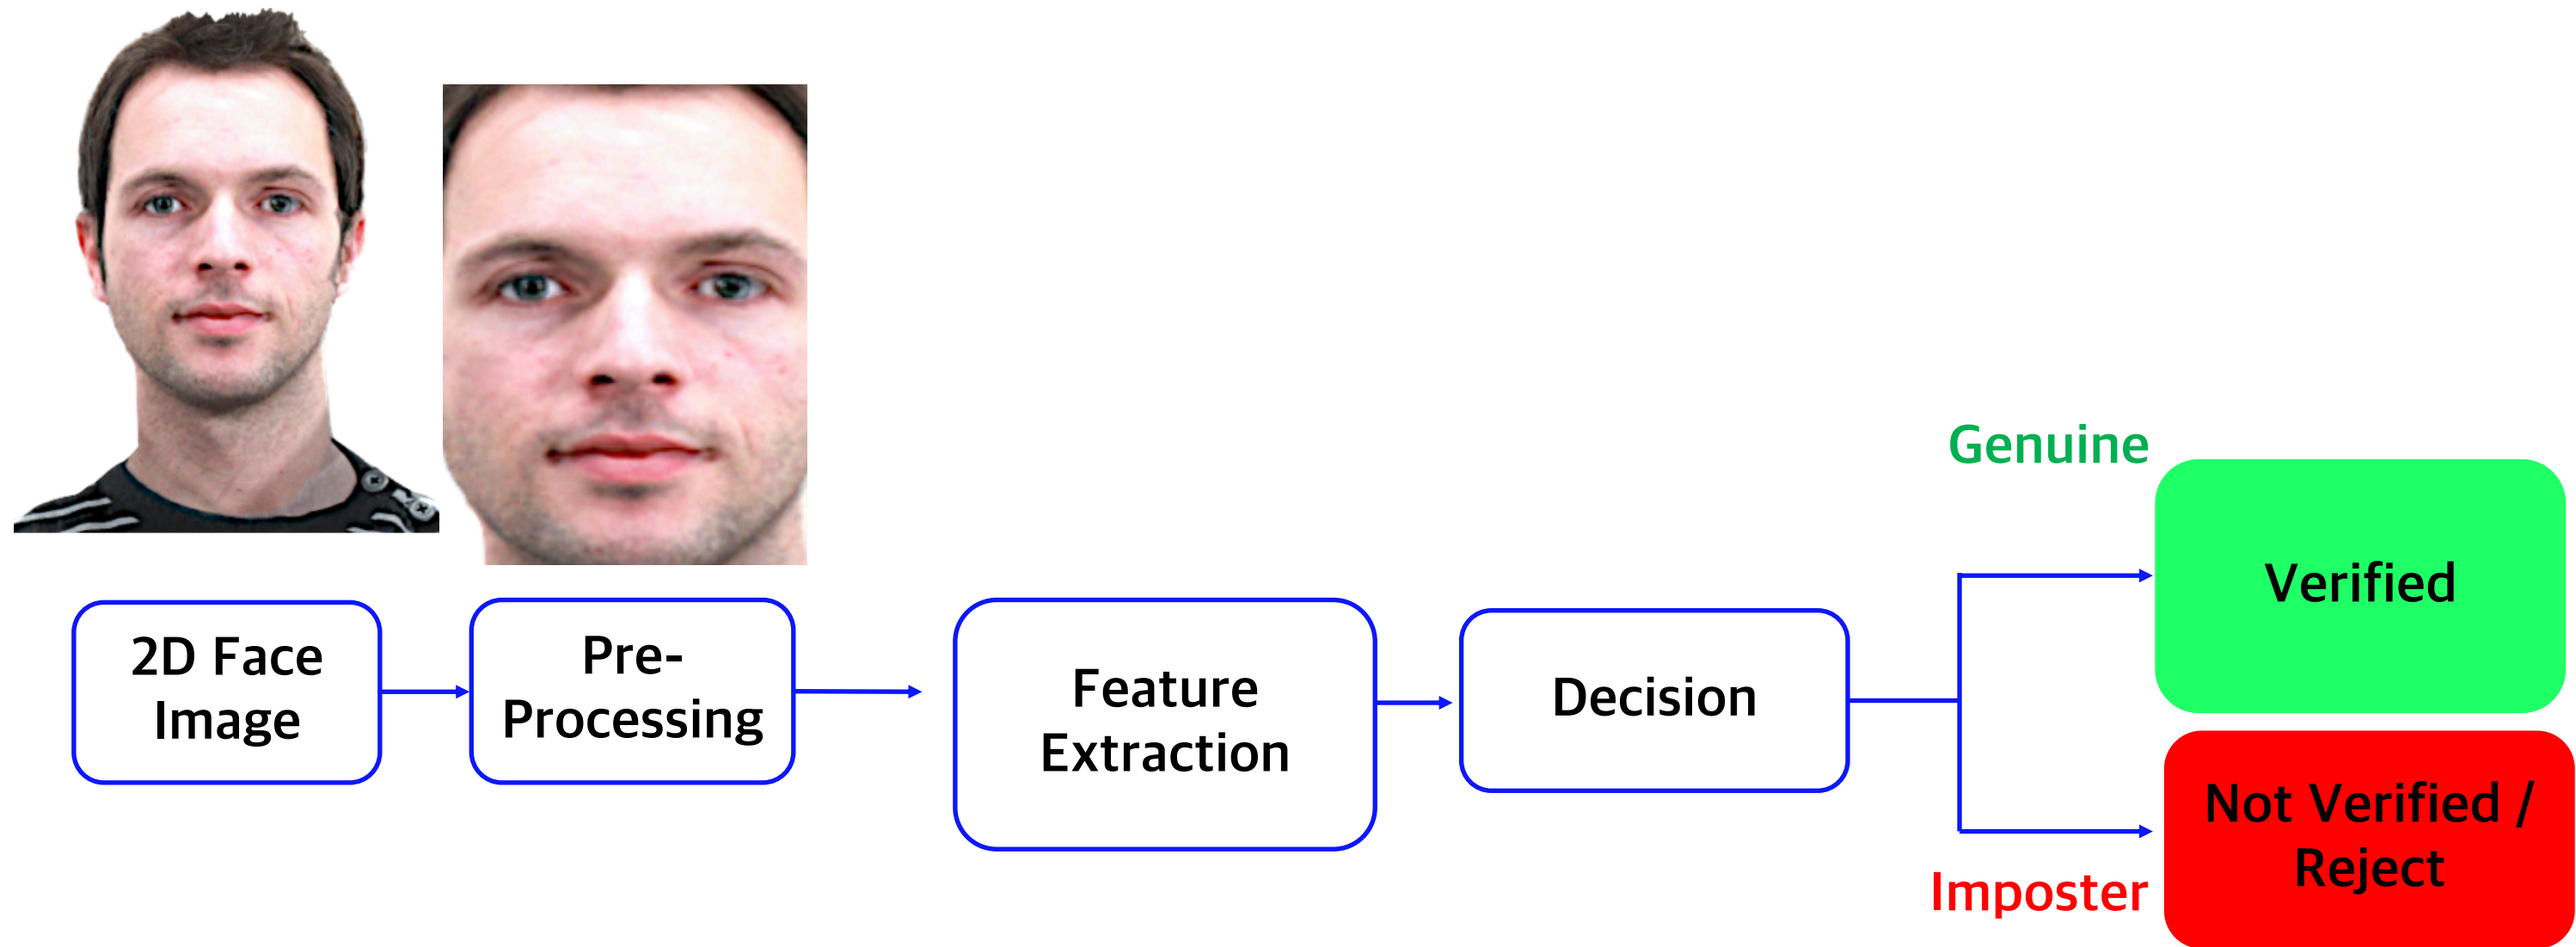 2D Face
Image
Pre-
Processing
Feature
Extraction
Decision
Genuine
Verified
Not Verified /
Reject
Imposter